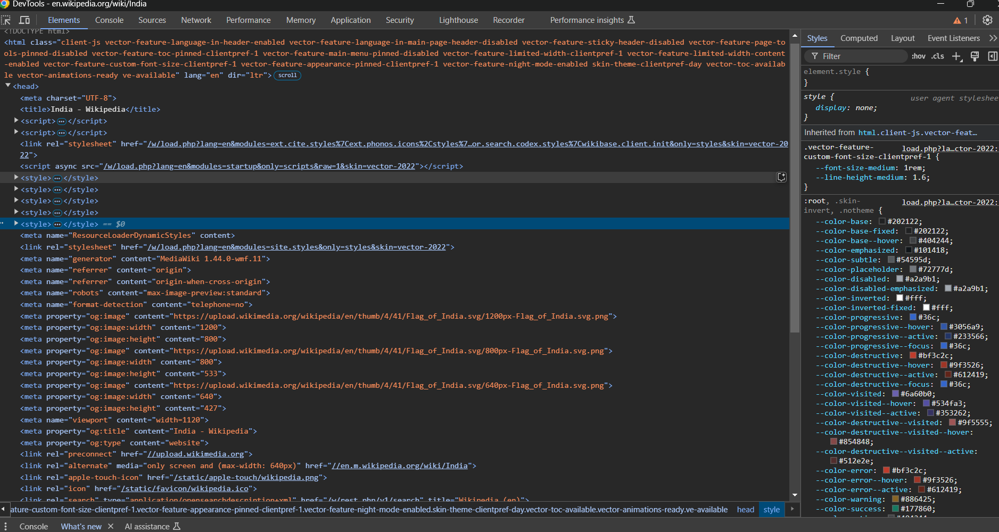 DevTools - en.wikipedia.org/wiki/India
Elements Console Sources Network Performance Memory Application Security Lighthouse Recorder Performance insights 1
<!DOCTYPE html>
<html class="client-js vector-feature-language-in-header-enabled vector-feature-language-in-main-page-header-disabled vector-feature-sticky-header-disabled vector-feature-page-to
ols-pinned-disabled vector-feature-toc-pinned-clientpref-1 vector-feature-main-menu-pinned-disabled vector-feature-limited-width-clientpref-1 vector-feature-limited-width-content
-enabled vector-feature-custom-font-size-clientpref-1 vector-feature-appearance-pinned-clientpref-1 vector-feature-night-mode-enabled skin-theme-clientpref-day vector-toc-availab
le vector-animations-ready ve-available" lang="en" dir="ltr"> scroll
<head>
<meta charset="UTF-8">
<title>India - Wikipedia</title>
<script>…</script>
<script>…</script>
<link rel="stylesheet" href="/w/load.php?lang=en&modules=ext.cite.styles%7Cext.phonos.icons%2Cstyles%7…or.search.codex.styles%7Cwikibase.client.init&only=styles&skin=vector-20
22">
<script async src="/w/load.php?lang=en&modules=startup&only=scripts&raw=1&skin=vector-2022"></script>
<style>…</style>
<style>…</style>
<style>…</style>
<style>…</style>
<style>…</style> == $0
<meta name="ResourceLoaderDynamicStyles" content>
<link rel="stylesheet" href="/w/load.php?lang=en&modules=site.styles&only=styles&skin=vector-2022">
<meta name="generator" content="MediaWiki 1.44.0-wmf.11">
<meta name="referrer" content="origin">
<meta name="referrer" content="origin-when-cross-origin">
<meta name="robots" content="max-image-preview:standard">
<meta name="format-detection" content="telephone=no">
<meta property="og:image" content="https://upload.wikimedia.org/wikipedia/en/thumb/4/41/Flag_of_India.svg/1200px-Flag_of_India.svg.png">
<meta property="og:image:width" content="1200">
<meta property="og:image:height" content="800">
<meta property="og:image" content="https://upload.wikimedia.org/wikipedia/en/thumb/4/41/Flag_of_India.svg/800px-Flag_of_India.svg.png">
<meta property="og:image:width" content="800">
<meta property="og:image:height" content="533">
<meta property="og:image" content="https://upload.wikimedia.org/wikipedia/en/thumb/4/41/Flag_of_India.svg/640px-Flag_of_India.svg.png">
<meta property="og:image:width" content="640">
<meta property="og:image:height" content="427">
<meta name="viewport" content="width=1120">
<meta property="og:title" content="India - Wikipedia">
<meta property="og:type" content="website">
<link rel="preconnect" href="//upload.wikimedia.org">
<link rel="alternate" media="only screen and (max-width: 640px)" href="//en.m.wikipedia.org/wiki/India">
<link rel="apple-touch-icon" href="/static/apple-touch/wikipedia.png">
<link rel="icon" href="/static/favicon/wikipedia.ico">
<link rel="search" type="application/opensearchdescription+xml" href="/w/rest.php/v1/search" title="Wikipedia (en)">
ature-custom-font-size-clientpref-1.vector-feature-appearance-pinned-clientpref-1.vector-feature-night-mode-enabled.skin-theme-clientpref-day.vector-toc-available.vector-animations-ready.ve-available head style
Styles Computed Layout Event Listeners
Filter :hov .cls
element.style {
}
style { user agent styleshee
display: none;
}
Inherited from html.client-js.vector-feat…
.vector-feature- load.php?la…ctor-2022:
custom-font-size-clientpref-1 {
--font-size-medium: 1rem;
--line-height-medium: 1.6;
}
:root, .skin- load.php?la…ctor-2022:
invert, .notheme {
--color-base: #202122;
--color-base-fixed: #202122;
--color-base--hover: #404244;
--color-emphasized: #101418;
--color-subtle: #54595d;
--color-placeholder: #72777d;
--color-disabled: #a2a9b1;
--color-disabled-emphasized: #a2a9b1;
--color-inverted: #fff;
--color-inverted-fixed: #fff;
--color-progressive: #36c;
--color-progressive--hover: #3056a9;
--color-progressive--active: #233566;
--color-progressive--focus: #36c;
--color-destructive: #bf3c2c;
--color-destructive--hover: #9f3526;
--color-destructive--active: #612419;
--color-destructive--focus: #36c;
--color-visited: #6a60b0;
--color-visited--hover: #534fa3;
--color-visited--active: #353262;
--color-destructive--visited: #9f5555;
--color-destructive--visited--hover:
#854848;
--color-destructive--visited--active:
#512e2e;
--color-error: #bf3c2c;
--color-error--hover: #9f3526;
--color-error--active: #612419;
--color-warning: #886425;
--color-success: #177860;
Console What's new AI assistance